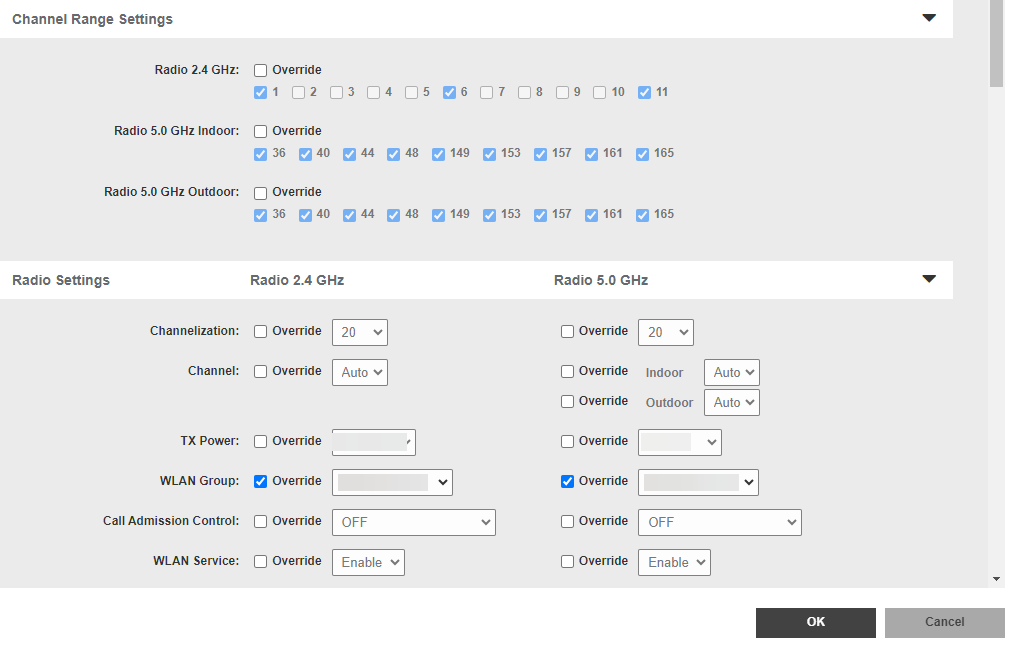 Channel Range Settings
Radio 2.4 GHz: Override
1 2 3 4 5 6 7 8 9 10 11
Radio 5.0 GHz Indoor: Override
36 40 44 48 149 153 157 161 165
Radio 5.0 GHz Outdoor: Override
36 40 44 48 149 153 157 161 165
Radio Settings Radio 2.4 GHz Radio 5.0 GHz
Channelization: Override 20 Override 20
Channel: Override Auto Override Indoor Auto
Override Outdoor Auto
TX Power: Override Override
WLAN Group: Override Override
Call Admission Control: Override OFF Override OFF
WLAN Service: Override Enable Override Enable
OK Cancel